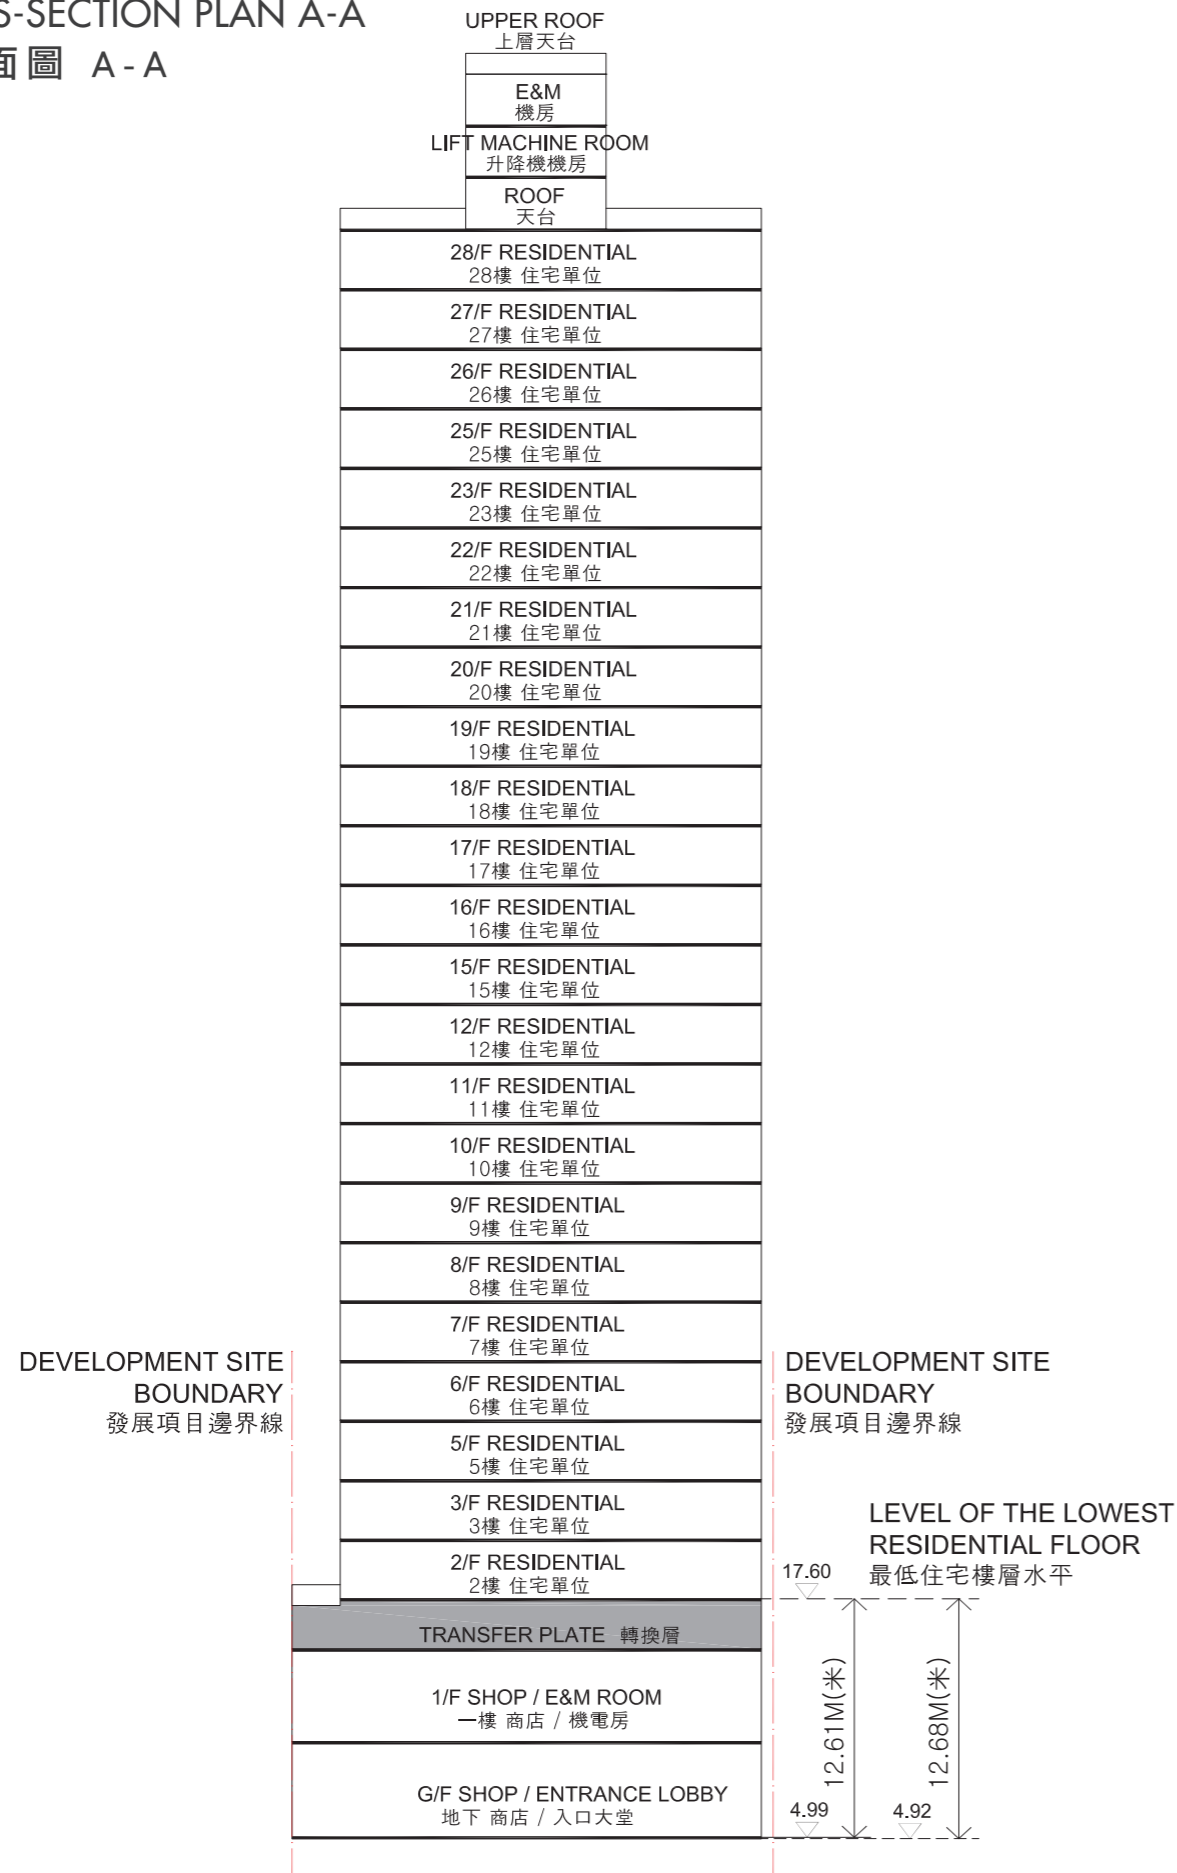 S-SECTION PLAN A-A
面圖 A-A
UPPER ROOF
上層天台
E&M
機房
LIFT MACHINE ROOM
升降機機房
ROOF
天台
28/F RESIDENTIAL
28樓 住宅單位
27/F RESIDENTIAL
27樓 住宅單位
26/F RESIDENTIAL
26樓 住宅單位
25/F RESIDENTIAL
25樓 住宅單位
23/F RESIDENTIAL
23樓 住宅單位
22/F RESIDENTIAL
22樓 住宅單位
21/F RESIDENTIAL
21樓 住宅單位
20/F RESIDENTIAL
20樓 住宅單位
19/F RESIDENTIAL
19樓 住宅單位
18/F RESIDENTIAL
18樓 住宅單位
17/F RESIDENTIAL
17樓 住宅單位
16/F RESIDENTIAL
16樓 住宅單位
15/F RESIDENTIAL
15樓 住宅單位
12/F RESIDENTIAL
12樓 住宅單位
11/F RESIDENTIAL
11樓 住宅單位
10/F RESIDENTIAL
10樓 住宅單位
9/F RESIDENTIAL
9樓 住宅單位
8/F RESIDENTIAL
8樓 住宅單位
7/F RESIDENTIAL
7樓 住宅單位
6/F RESIDENTIAL
6樓 住宅單位
5/F RESIDENTIAL
5樓 住宅單位
3/F RESIDENTIAL
3樓 住宅單位
2/F RESIDENTIAL
2樓 住宅單位
TRANSFER PLATE 轉換層
1/F SHOP / E&M ROOM
一樓 商店 / 機電房
G/F SHOP / ENTRANCE LOBBY
地下 商店 / 入口大堂
DEVELOPMENT SITE
BOUNDARY
發展項目邊界線
DEVELOPMENT SITE
BOUNDARY
發展項目邊界線
LEVEL OF THE LOWEST
RESIDENTIAL FLOOR
最低住宅樓層水平
17.60
12.61M(米)
12.68M(米)
4.99
4.92